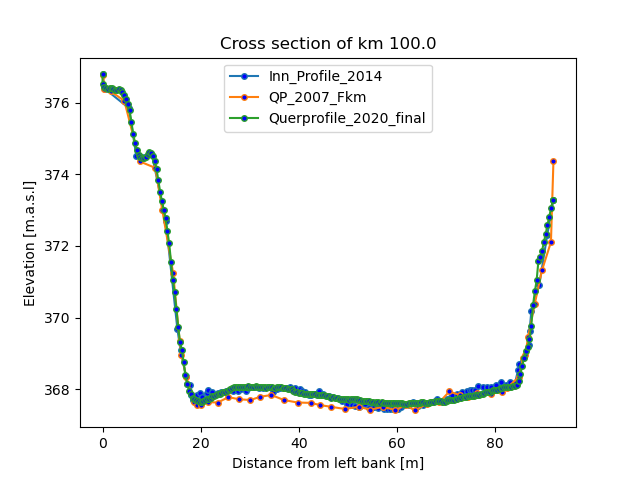 Cross section of km 100.0
Inn_Profile_2014
QP_2007_Fkm
Querprofile_2020_final
Elevation [m.a.s.l]
376
374
372
370
368
0 20 40 60 80
Distance from left bank [m]